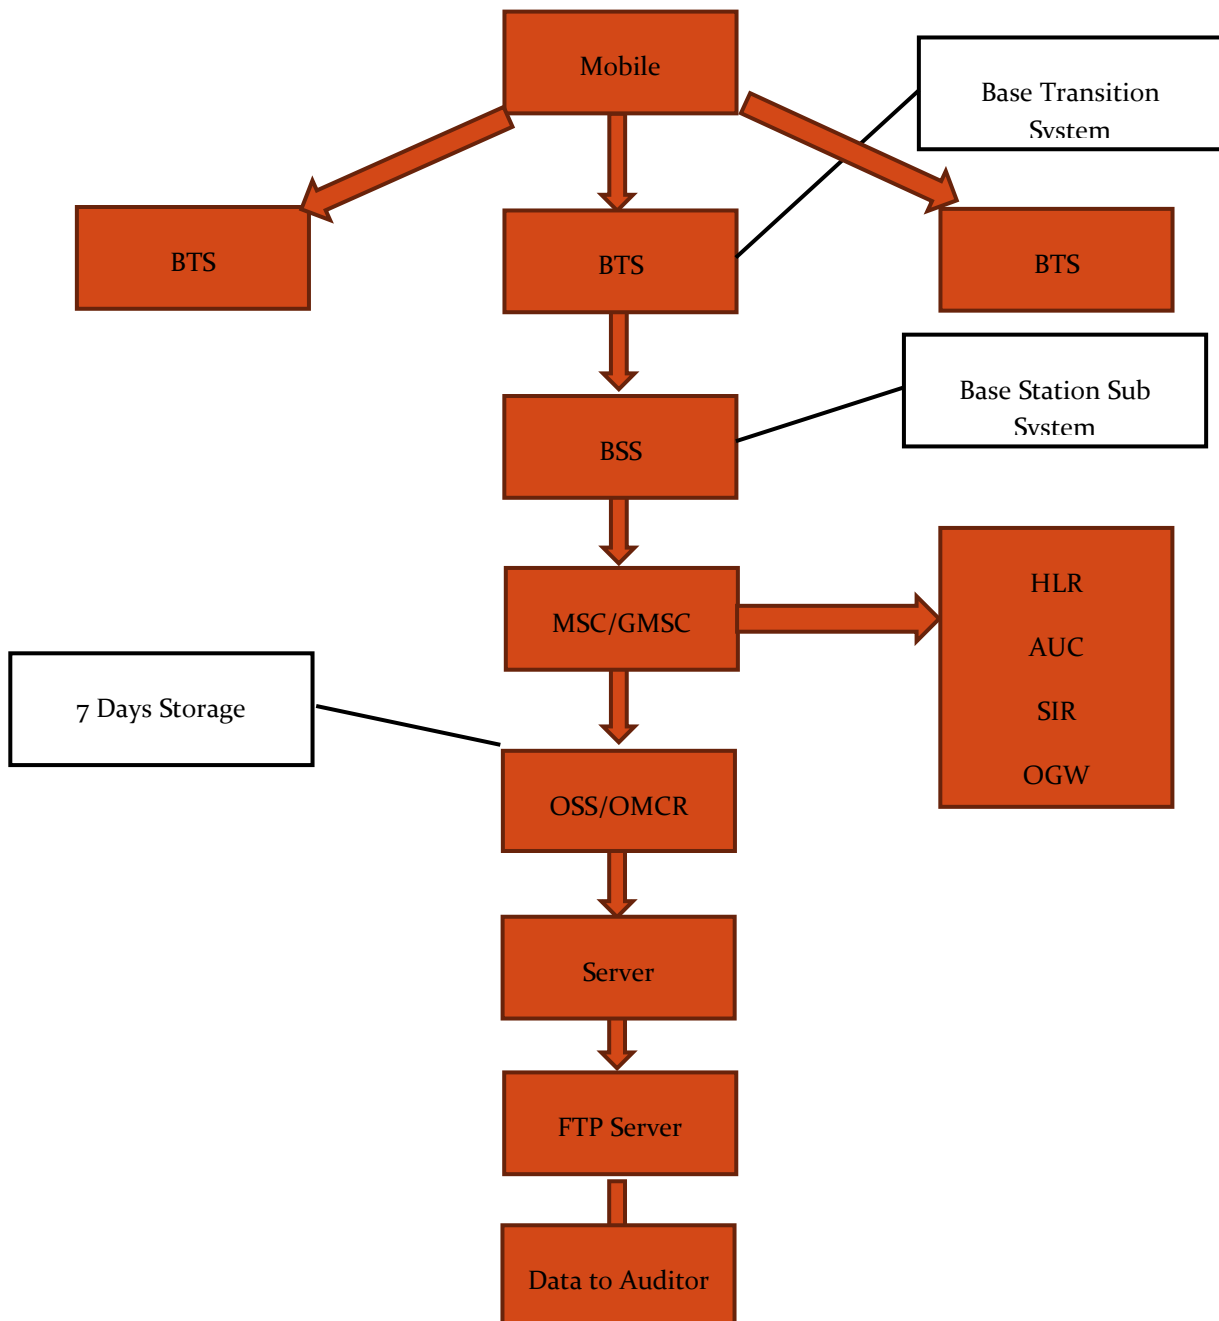 Mobile
Base Transition
System
BTS
BTS
BTS
Base Station Sub
System
BSS
HLR
MSC/GMSC
AUC
7 Days Storage
SIR
OGW
OSS/OMCR
Server
FTP Server
Data to Auditor